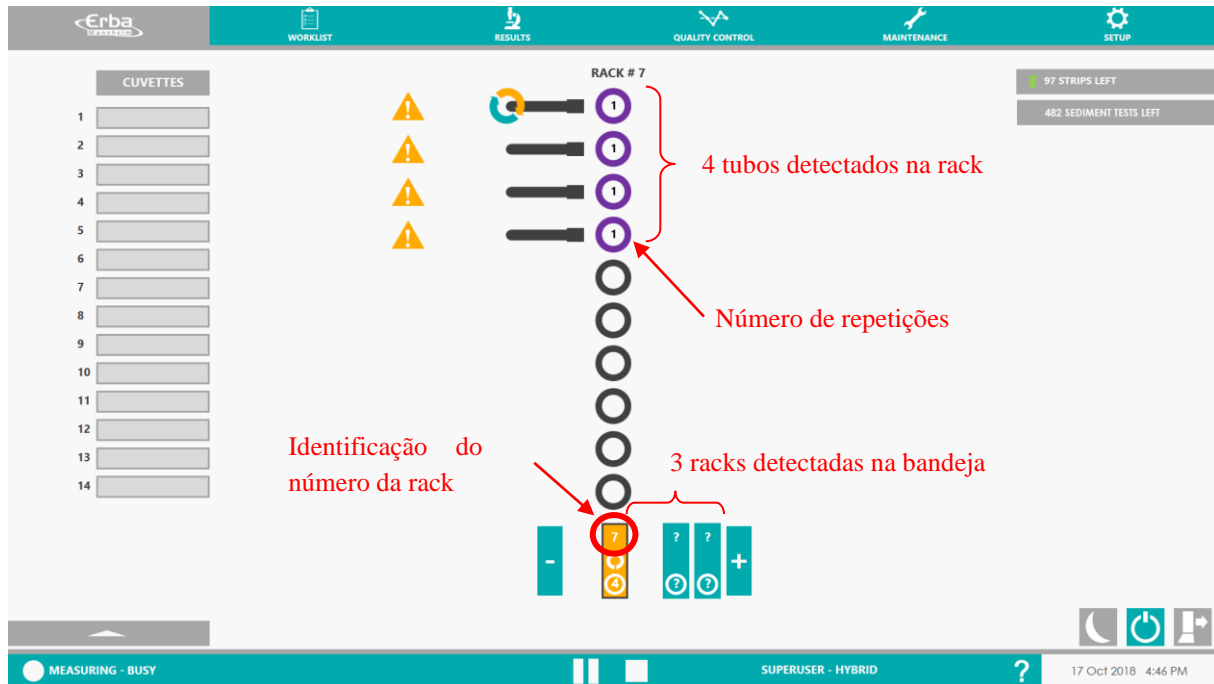 Erba
Mannheim
WORKLIST
RESULTS
QUALITY CONTROL
MAINTENANCE
SETUP
CUVETTES
RACK # 7
97 STRIPS LEFT
482 SEDIMENT TESTS LEFT
1
2
3
4
5
6
7
8
9
10
11
12
13
14
1
1
1
1
4 tubos detectados na rack
Número de repetições
Identificação do
número da rack
3 racks detectadas na bandeja
-
7
4
? ?
? ?
+
MEASURING - BUSY
SUPERUSER - HYBRID
?
17 Oct 2018 4:46 PM